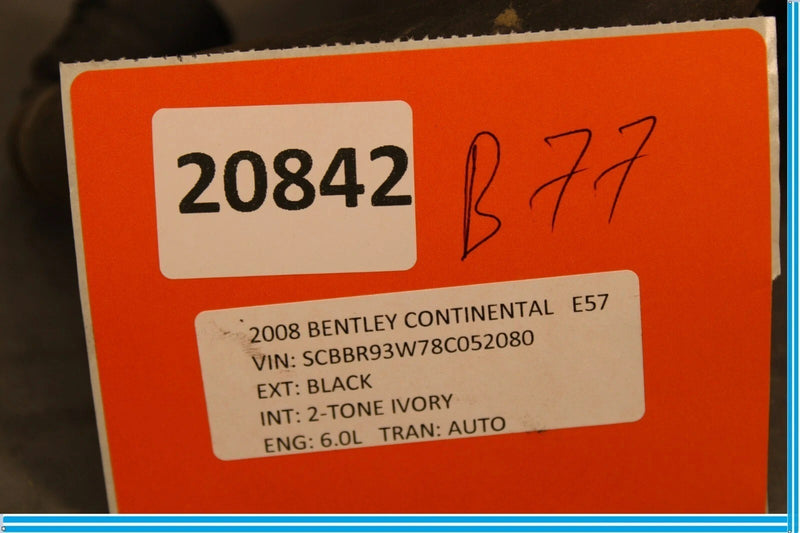 20842
B77
2008 BENTLEY CONTINENTAL E57
VIN: SCBBR93W78C052080
EXT: BLACK
INT: 2-TONE IVORY
ENG: 6.0L TRAN: AUTO